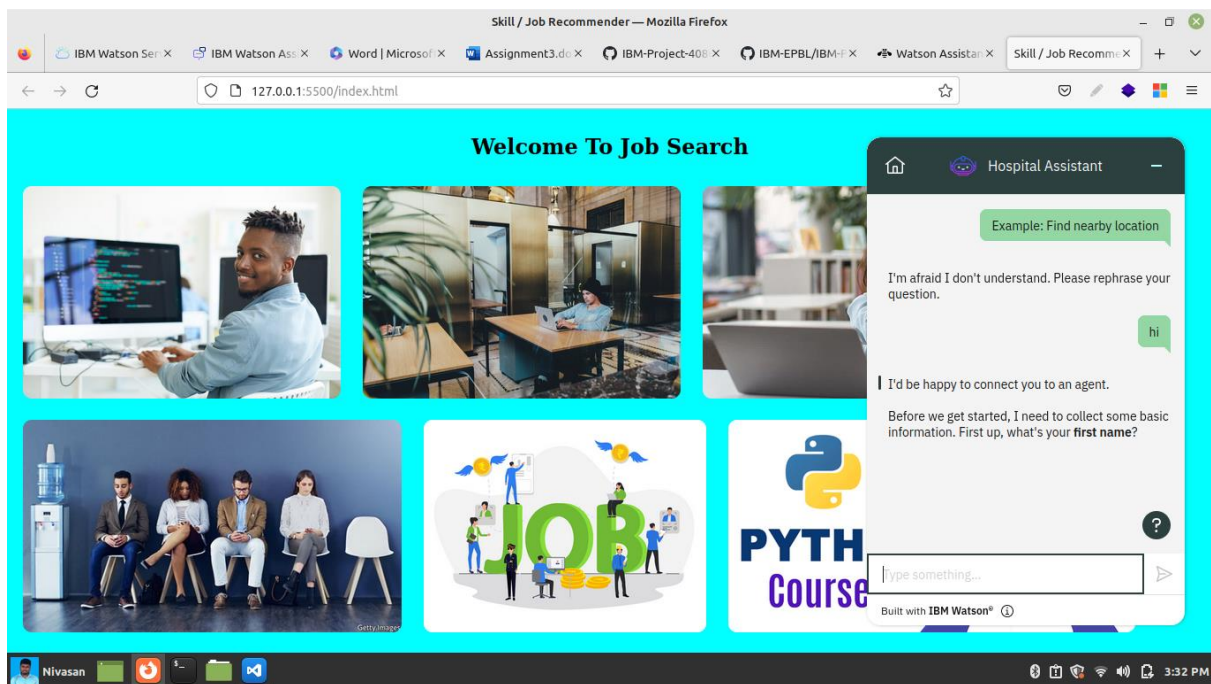 Skill / Job Recommender — Mozilla Firefox
IBM Watson Ser
IBM Watson Ass
Word | Microsof
Assignment3.do
IBM-Project-408
IBM-EPBL/IBM-P
Watson Assistan
Skill / Job Recomme
127.0.0.1:5500/index.html
Welcome To Job Search
Hospital Assistant
Example: Find nearby location
I'm afraid I don't understand. Please rephrase your
question.
hi
I'd be happy to connect you to an agent.
Before we get started, I need to collect some basic
information. First up, what's your first name?
Type something...
Built with IBM Watson®
Getty Images
JOB
PYTH
Course
Nivasan
3:32 PM